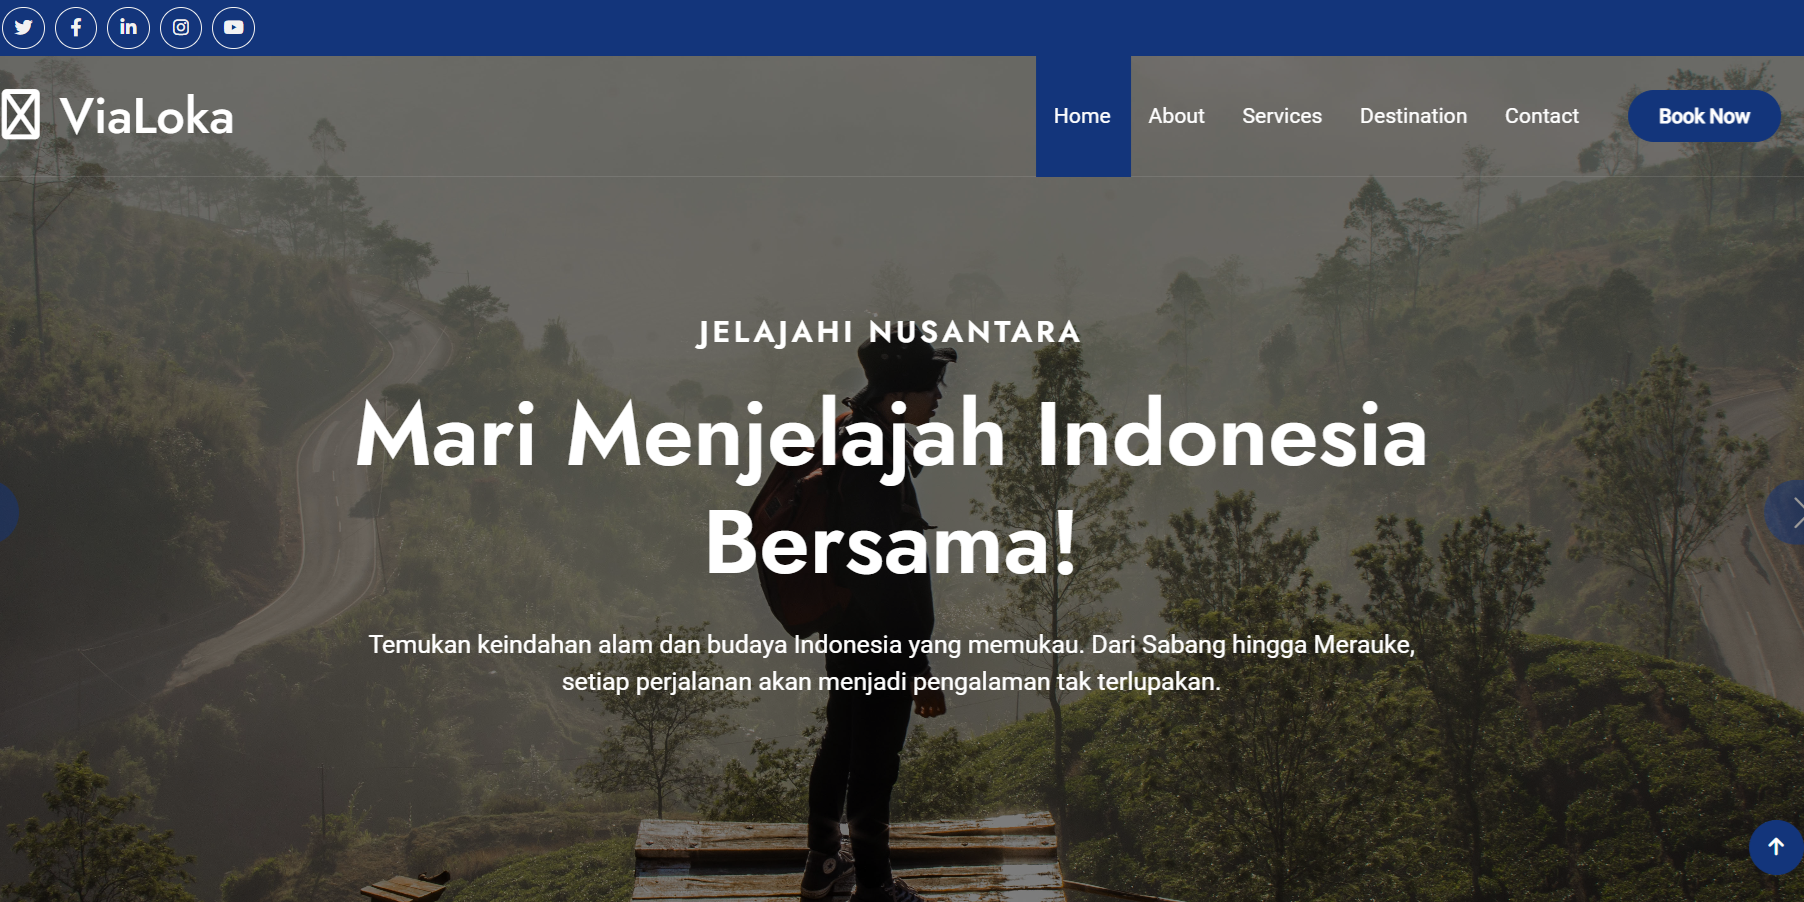 ViaLoka
Home About Services Destination Contact Book Now
JELAJAHI NUSANTARA
Mari Menjelajah Indonesia
Bersama!
Temukan keindahan alam dan budaya Indonesia yang memukau. Dari Sabang hingga Merauke,
setiap perjalanan akan menjadi pengalaman tak terlupakan.